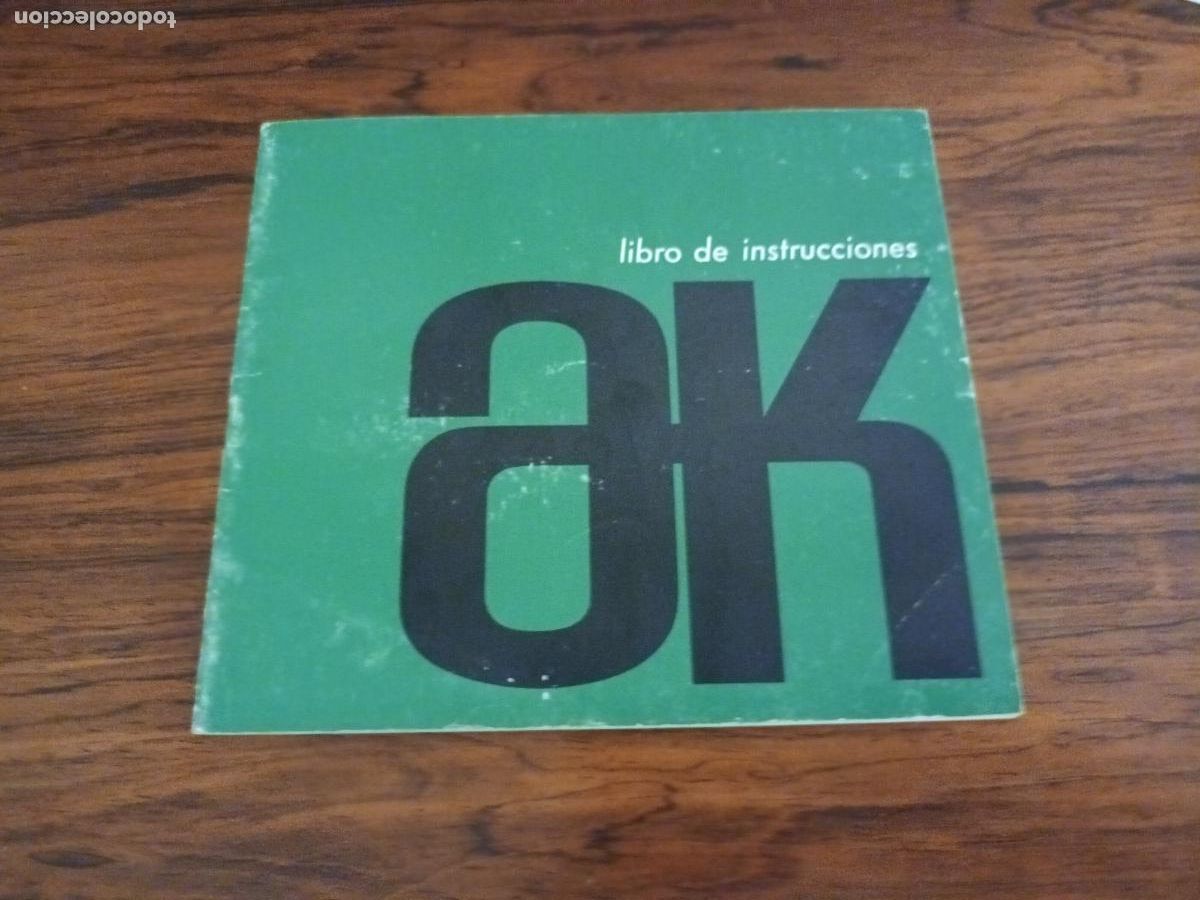 todocoleccion
libro de instrucciones
aK